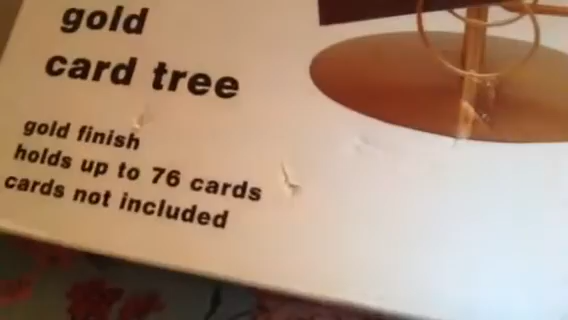 gold
card tree
gold finish
holds up to 76 cards
cards not included